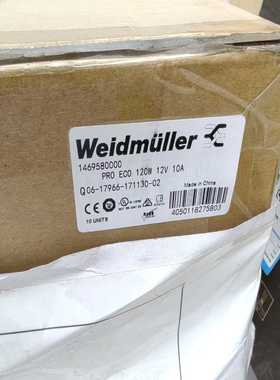 Weidmüller
1469580000
PRO ECO 120W 12V 10A
Q06-17966-171130-02
Made in China
4050118275803
10 UNITS